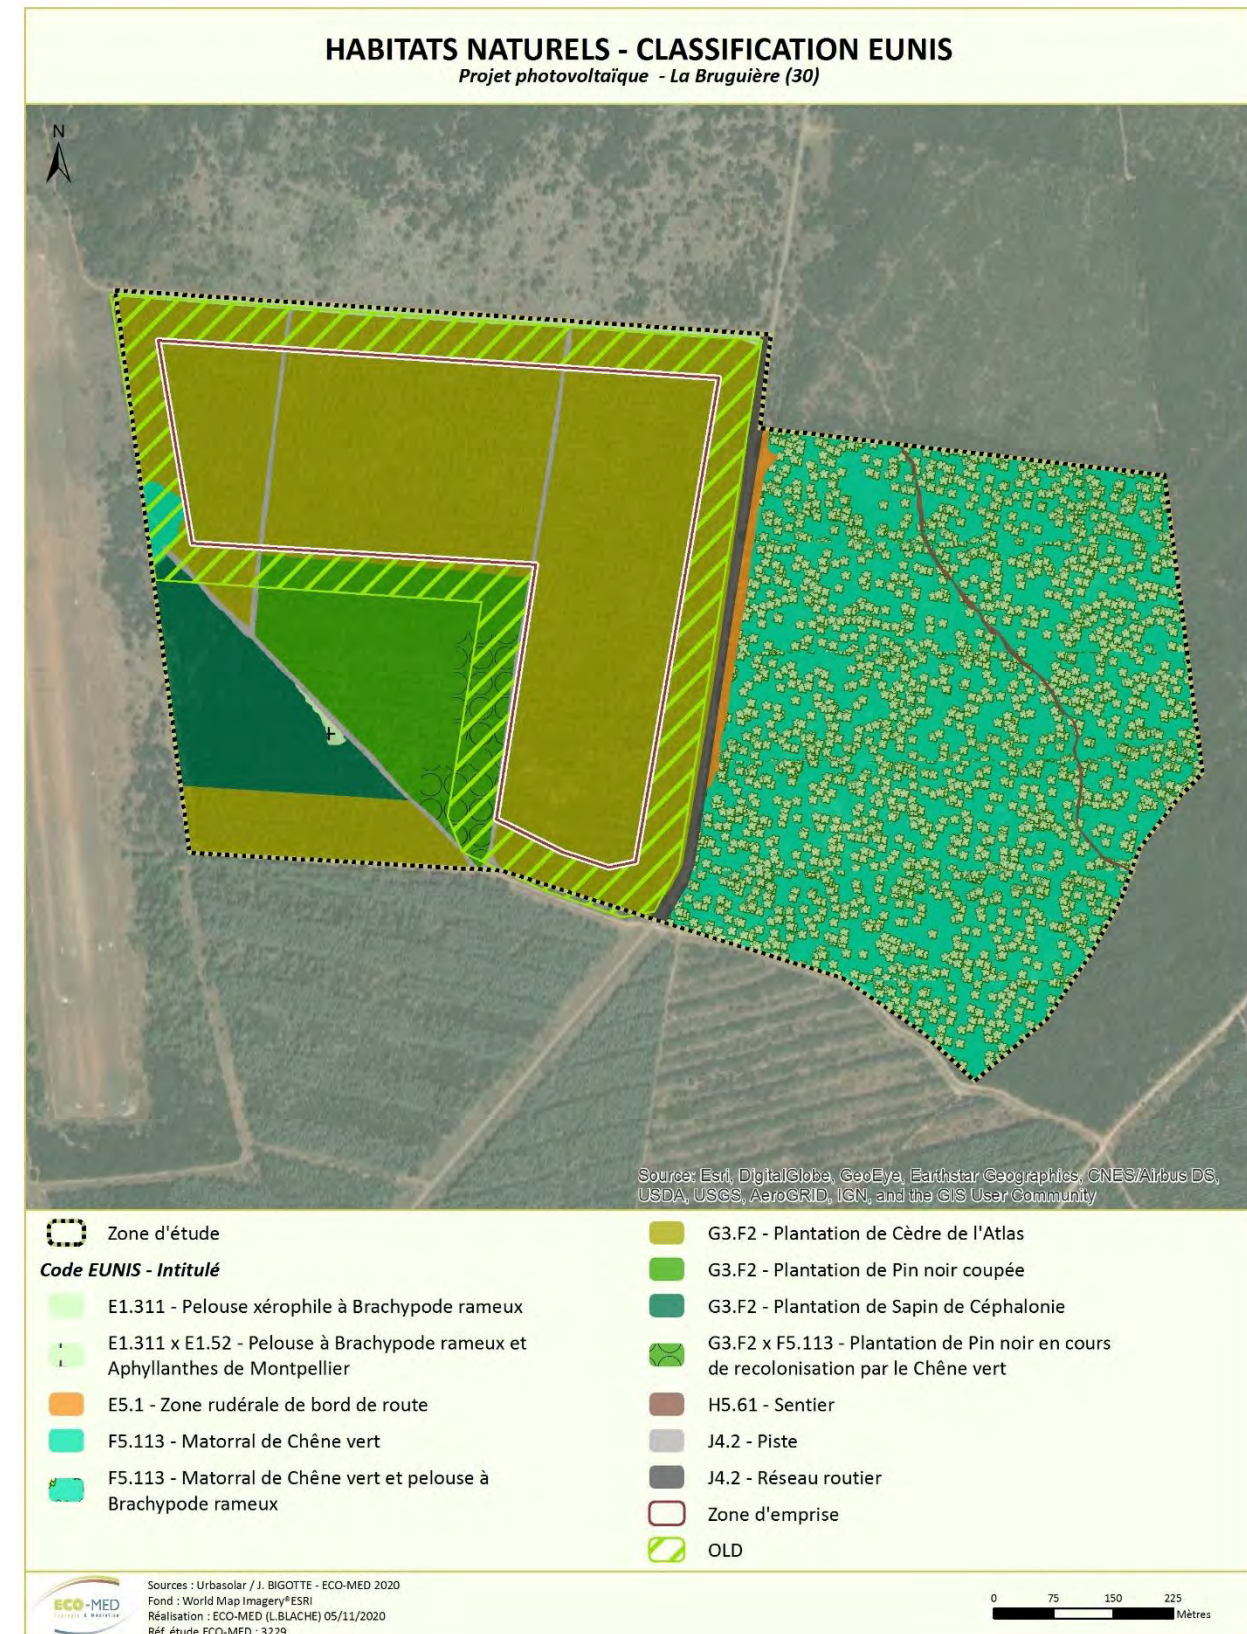 HABITATS NATURELS - CLASSIFICATION EUNIS
Projet photovoltaïque - La Bruguière (30)
N
Source: Esri, DigitalGlobe, GeoEye, Earthstar Geographics, CNES/Airbus DS,
USDA, USGS, AeroGRID, IGN, and the GIS User Community
Zone d'étude
Code EUNIS - Intitulé
E1.311 - Pelouse xérophile à Brachypode rameux
E1.311 x E1.52 - Pelouse à Brachypode rameux et
Aphyllanthes de Montpellier
E5.1 - Zone rudérale de bord de route
F5.113 - Matorral de Chêne vert
F5.113 - Matorral de Chêne vert et pelouse à
Brachypode rameux
G3.F2 - Plantation de Cèdre de l'Atlas
G3.F2 - Plantation de Pin noir coupée
G3.F2 - Plantation de Sapin de Céphalonie
G3.F2 x F5.113 - Plantation de Pin noir en cours
de recolonisation par le Chêne vert
H5.61 - Sentier
J4.2 - Piste
J4.2 - Réseau routier
Zone d'emprise
OLD
ECO-MED
Ecologie & Médiation
Sources : Urbasolar / J. BIGOTTE - ECO-MED 2020
Fond : World Map Imagery®ESRI
Réalisation : ECO-MED (L.BLACHE) 05/11/2020
Réf. étude ECO-MED : 3229
0 75 150 225
Mètres